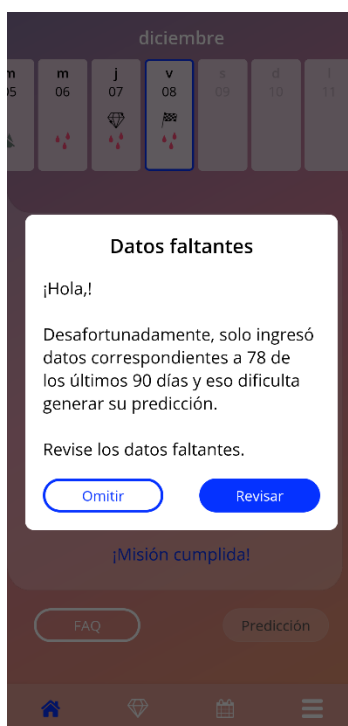 diciembre
m j v s d l
05 06 07 08 09 10 11
Datos faltantes
¡Hola,!
Desafortunadamente, solo ingresó
datos correspondientes a 78 de
los últimos 90 días y eso dificulta
generar su predicción.
Revise los datos faltantes.
Omitir Revisar
¡Misión cumplida!
FAQ Predicción